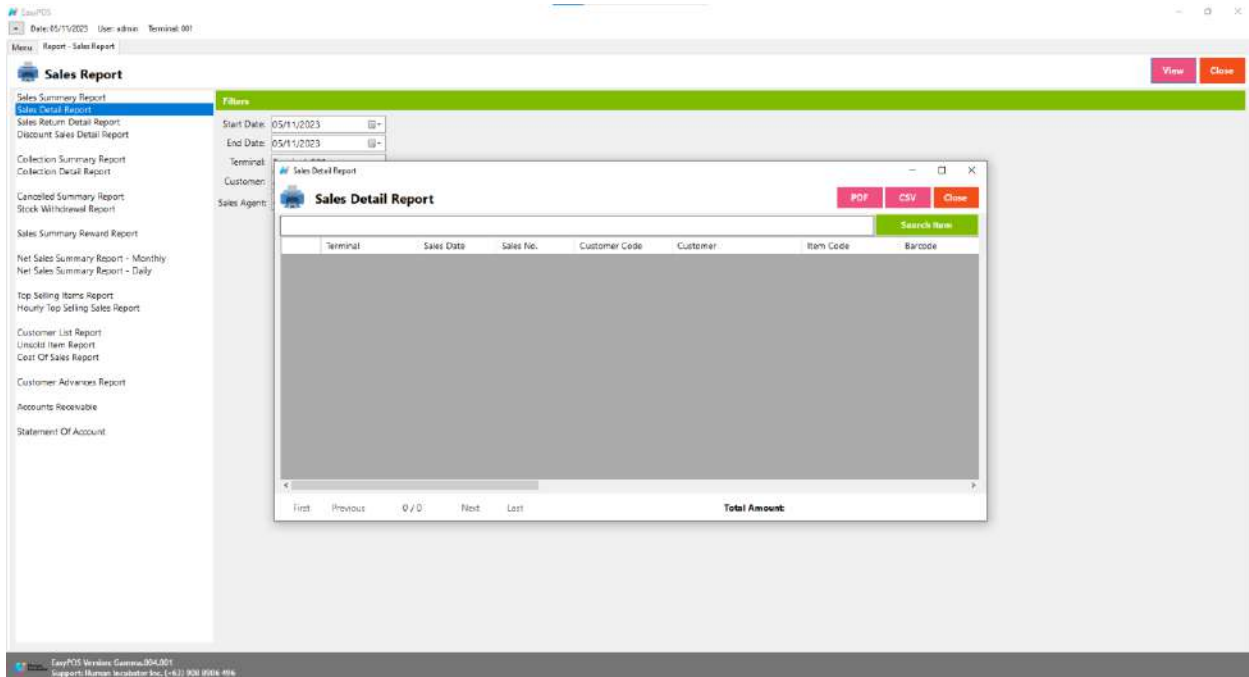 EasyPOS
Date: 05/11/2023 User: admin Terminal: 001
Menu Report - Sales Report
Sales Report
View Close
Sales Summary Report
Sales Detail Report
Sales Return Detail Report
Discount Sales Detail Report
Collection Summary Report
Collection Detail Report
Cancelled Summary Report
Stock Withdrawal Report
Sales Summary Reward Report
Net Sales Summary Report - Monthly
Net Sales Summary Report - Daily
Top Selling Items Report
Hourly Top Selling Sales Report
Customer List Report
Unsold Item Report
Cost Of Sales Report
Customer Advances Report
Accounts Receivable
Statement Of Account
Filters
Start Date: 05/11/2023
End Date: 05/11/2023
Terminal:
Customer:
Sales Agent:
Sales Detail Report
Sales Detail Report
PDF CSV Close
Search Item
Terminal Sales Date Sales No. Customer Code Customer Item Code Barcode
First Previous 0 / 0 Next Last
Total Amount:
EasyPOS Version: Gamma.004.001
Support: Human Incubator Inc. (+63) 908 8906 496